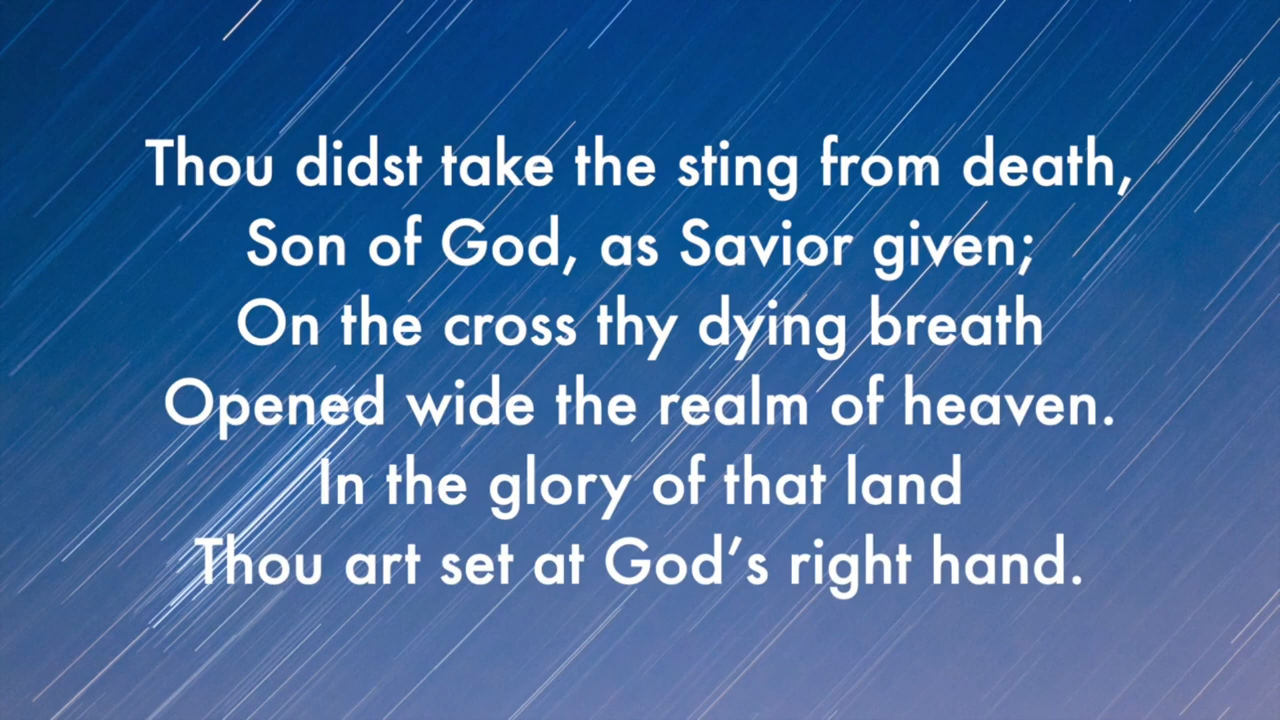 Thou didst take the sting from death,
Son of God, as Savior given;
On the cross thy dying breath
Opened wide the realm of heaven.
In the glory of that land
Thou art set at God’s right hand.